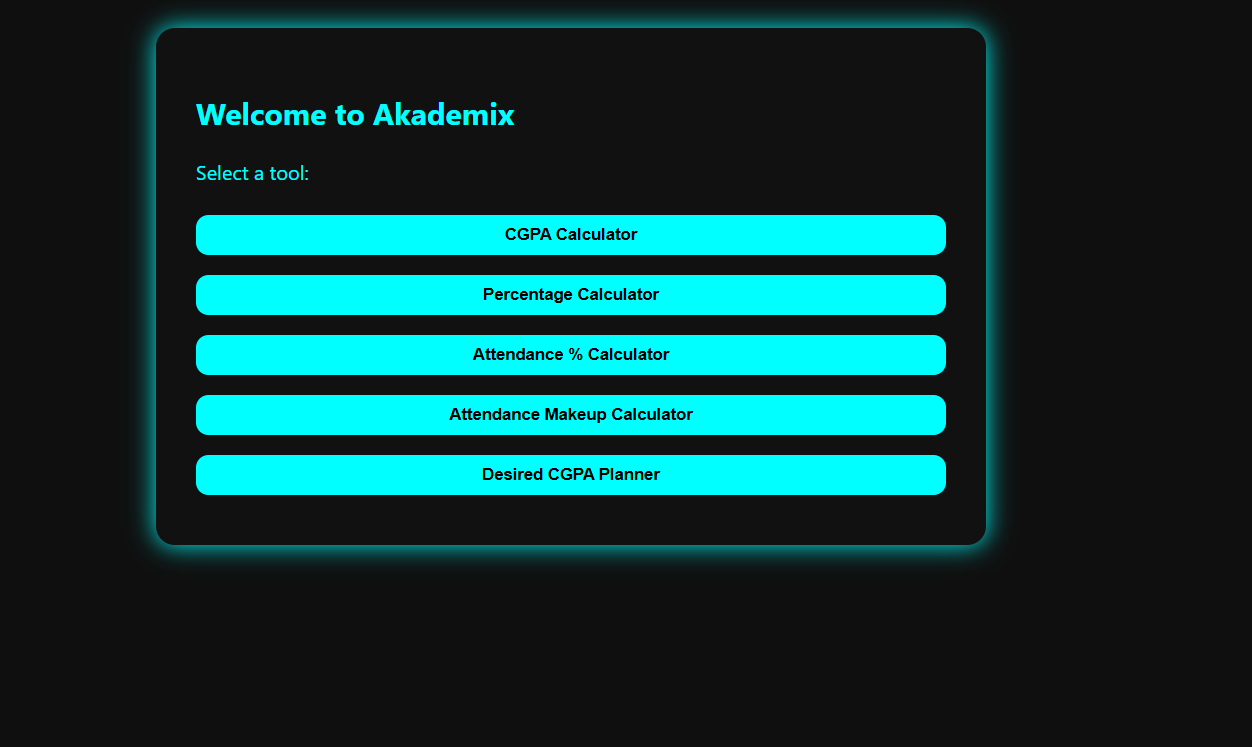 Welcome to Akademix
Select a tool:
CGPA Calculator
Percentage Calculator
Attendance % Calculator
Attendance Makeup Calculator
Desired CGPA Planner